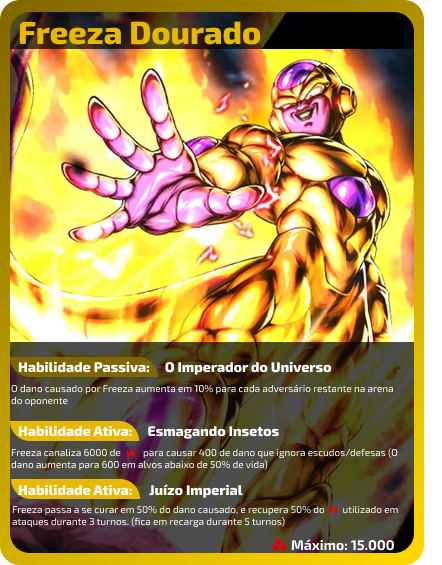 Freeza Dourado
Habilidade Passiva: O Imperador do Universo
O dano causado por Freeza aumenta em 10% para cada adversário restante na arena
do oponente
Habilidade Ativa: Esmagando Insetos
Freeza canaliza 6000 de para causar 400 de dano que ignora escudos/defesas (O
dano aumenta para 600 em alvos abaixo de 50% de vida)
Habilidade Ativa: Juízo Imperial
Freeza passa a se curar em 50% do dano causado, e recupera 50% do utilizado em
ataques durante 3 turnos. (fica em recarga durante 5 turnos)
Máximo: 15.000